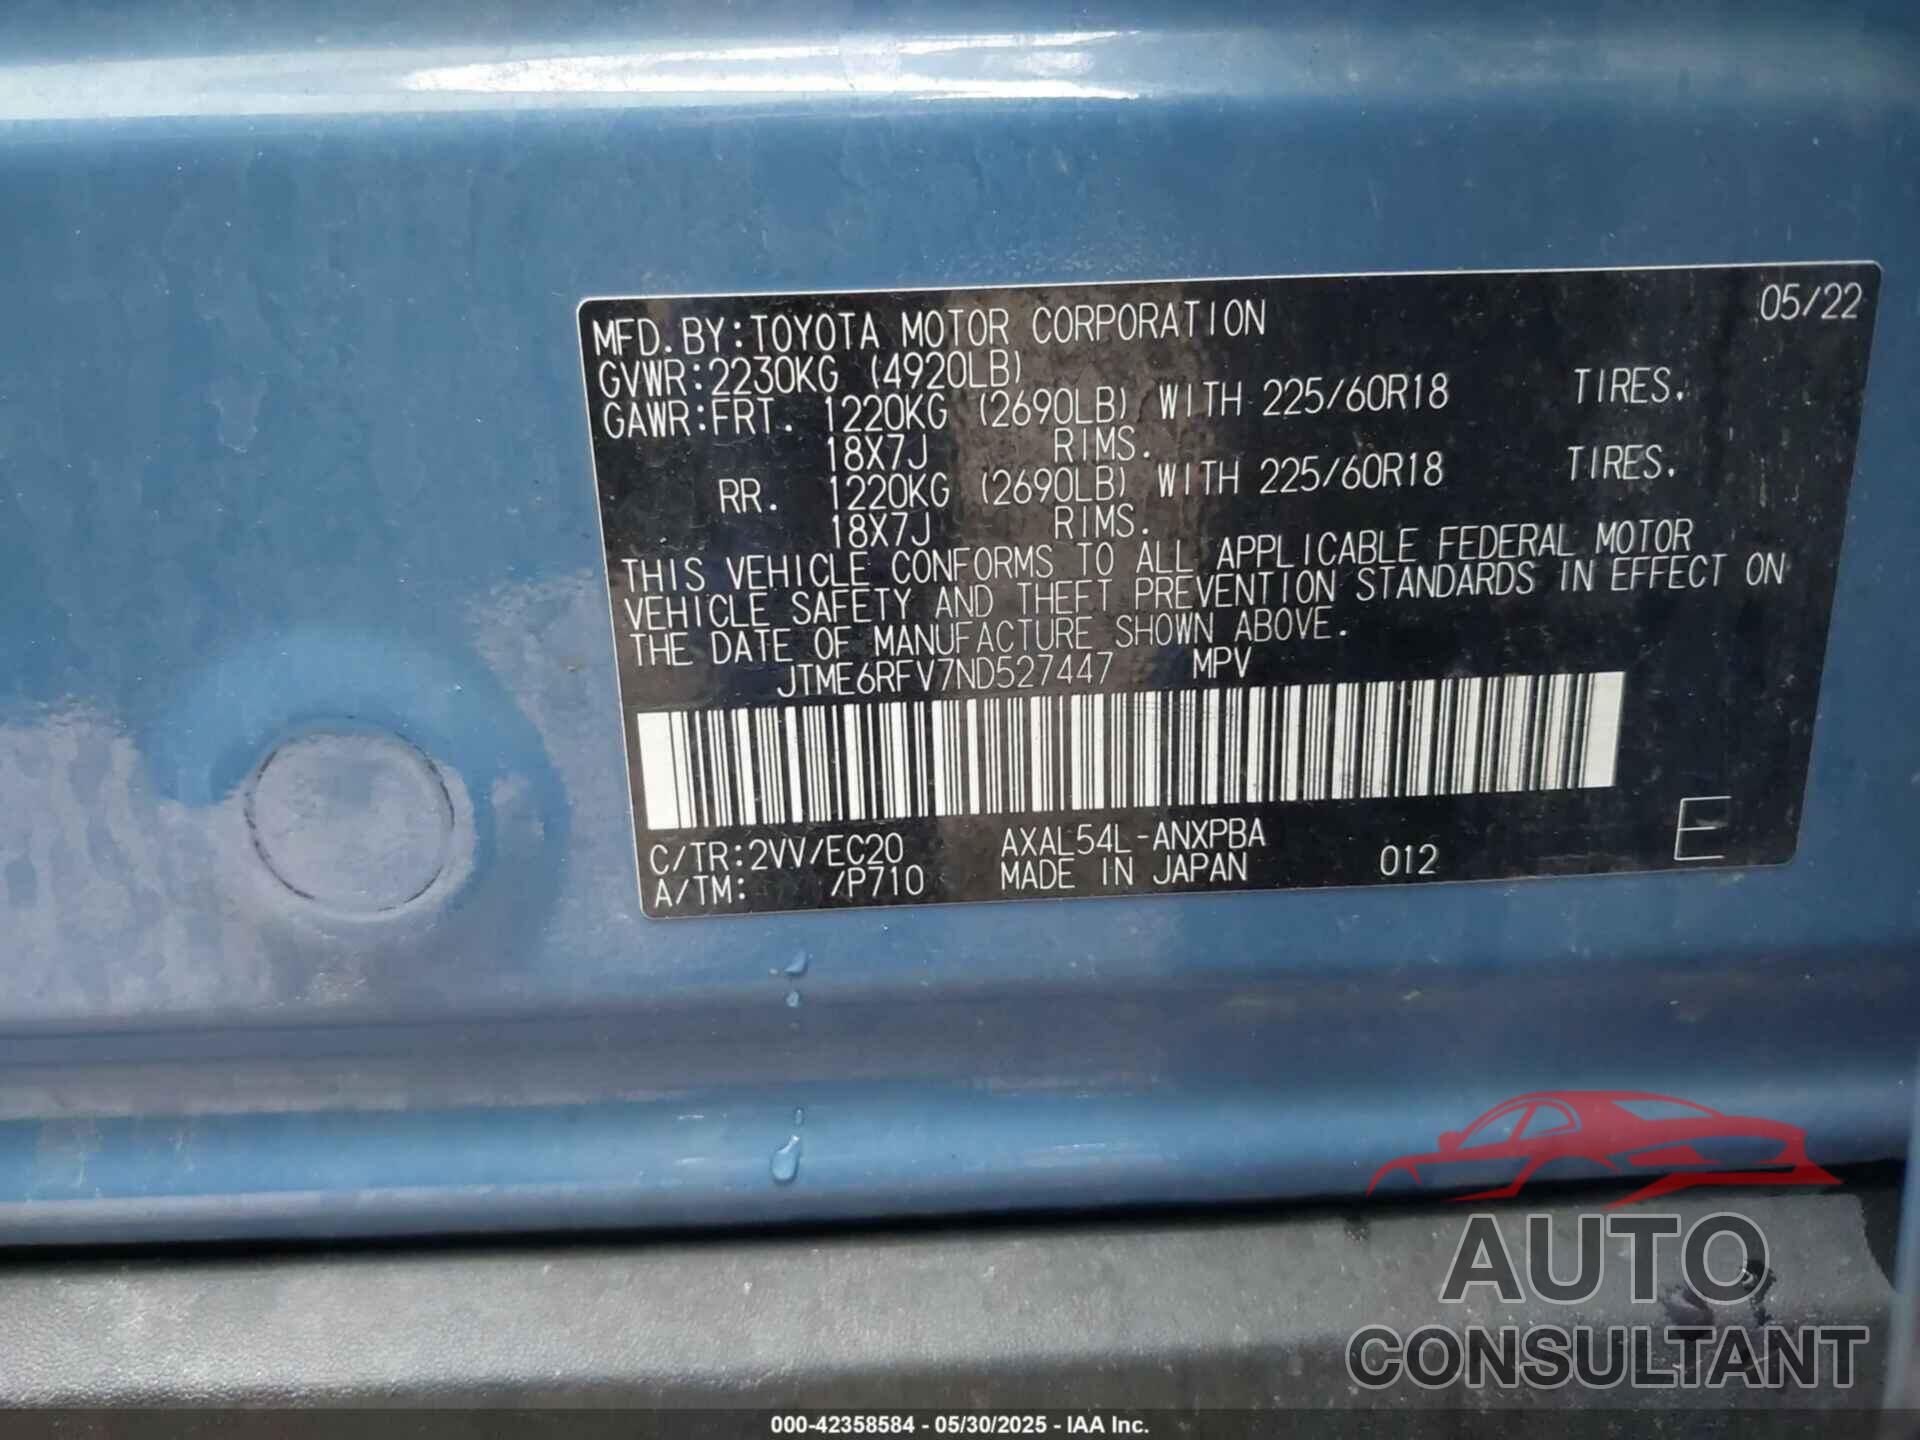 05/22
MFD.BY:TOYOTA MOTOR CORPORATION
GVWR:2230KG (4920LB)
GAWR:FRT. 1220KG (2690LB) WITH 225/60R18 TIRES,
18X7J RIMS.
RR. 1220KG (2690LB) WITH 225/60R18 TIRES,
18X7J RIMS.
THIS VEHICLE CONFORMS TO ALL APPLICABLE FEDERAL MOTOR
VEHICLE SAFETY AND THEFT PREVENTION STANDARDS IN EFFECT ON
THE DATE OF MANUFACTURE SHOWN ABOVE.
JTME6RFV7ND527447 MPV
C/TR:2VV/EC20 AXAL54L-ANXPBA
A/TM: /P710 MADE IN JAPAN 012 E
AUTO
CONSULTANT
000-42358584 - 05/30/2025 - IAA Inc.